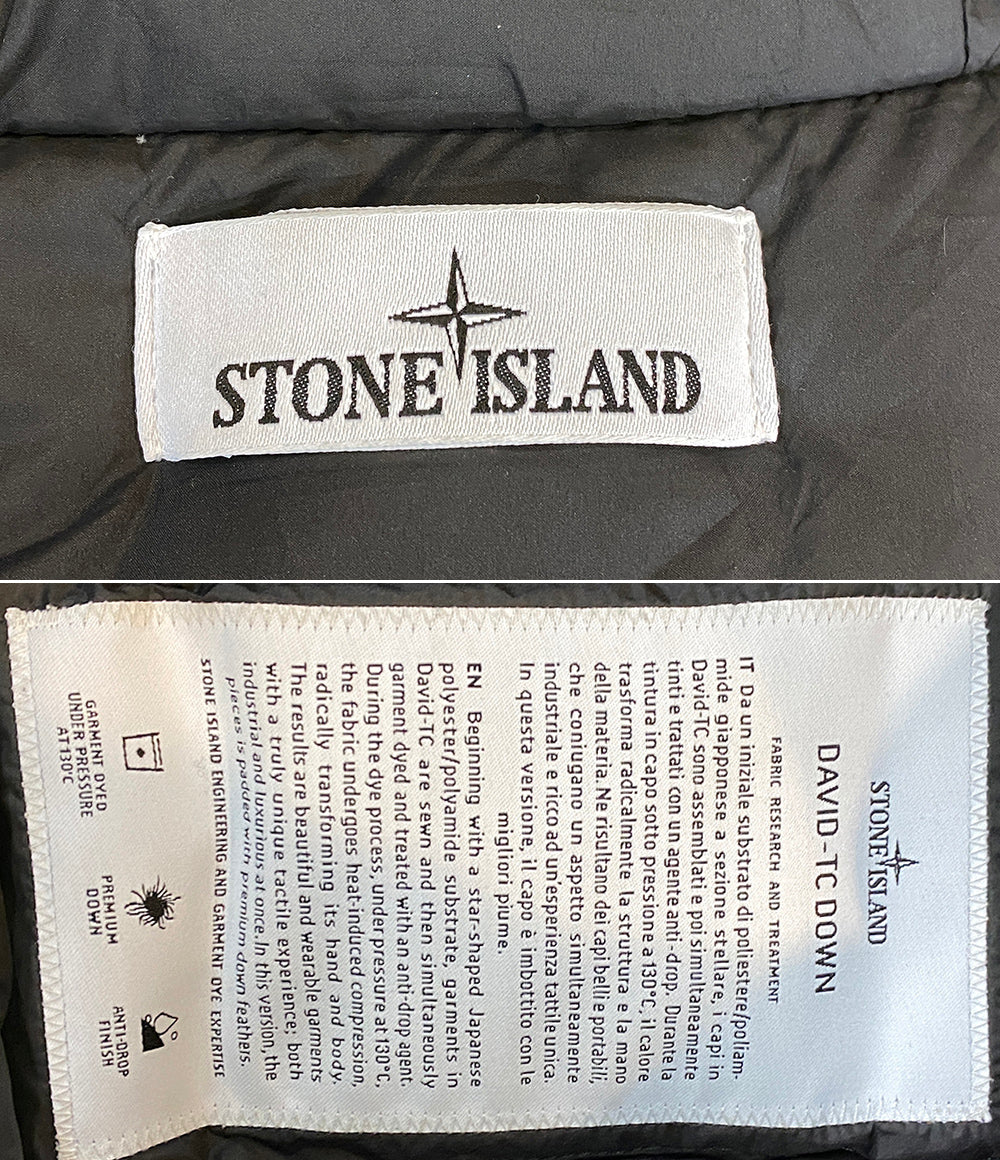 STONE ISLAND
STONE ISLAND
DAVID-TC DOWN
FABRIC RESEARCH AND TREATMENT
IT Da un iniziale substrato di poliestere/poliam-
mide giapponese a sezione stellare, i capi in
David-TC sono assemblati e poi simultaneamente
tinti e trattati con un agente anti-drop. Durante la
tintura in capo sotto pressione a 130°C, il calore
trasforma radicalmente la struttura e la mano
della materia. Ne risultano dei capi belli e portabili,
che coniugano un aspetto simultaneamente
industriale e ricco ad un'esperienza tattile unica.
In questa versione, il capo è imbottito con le
migliori piume.
EN Beginning with a star-shaped Japanese
polyester/polyamide substrate, garments in
David-TC are sewn and then simultaneously
garment dyed and treated with an anti-drop agent.
During the dye process, under pressure at 130°C,
the fabric undergoes heat-induced compression,
radically transforming its hand and body.
The results are beautiful and wearable garments
with a truly unique tactile experience; both
industrial and luxurious at once. In this version, the
pieces is padded with premium down feathers.
STONE ISLAND ENGINEERING AND GARMENT DYE EXPERTISE
GARMENT DYED
UNDER PRESSURE
AT 130°C
PREMIUM
DOWN
ANTI-DROP
FINISH